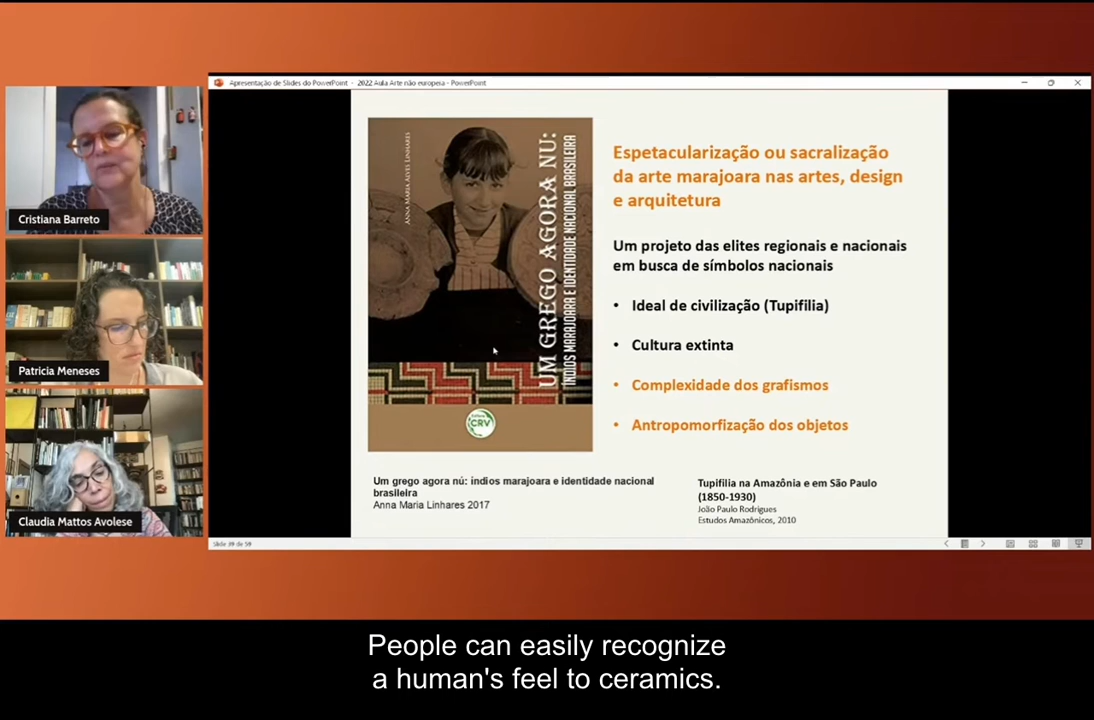 Apresentação de Slides do PowerPoint - 2022 Aula Arte não europeia - PowerPoint
Cristiana Barreto
Patricia Meneses
Claudia Mattos Avolese
ANNA MARIA ALVES LINHARES
UM GREGO AGORA NU:
ÍNDIOS MARAJOARA E IDENTIDADE NACIONAL BRASILEIRA
Editora
CRV
Espetacularização ou sacralização
da arte marajoara nas artes, design
e arquitetura
Um projeto das elites regionais e nacionais
em busca de símbolos nacionais
• Ideal de civilização (Tupifilia)
• Cultura extinta
• Complexidade dos grafismos
• Antropomorfização dos objetos
Um grego agora nú: índios marajoara e identidade nacional
brasileira
Anna Maria Linhares 2017
Tupifilia na Amazônia e em São Paulo
(1850-1930)
João Paulo Rodrigues
Estudos Amazônicos, 2010
Slide 39 de 59
People can easily recognize
a human's feel to ceramics.